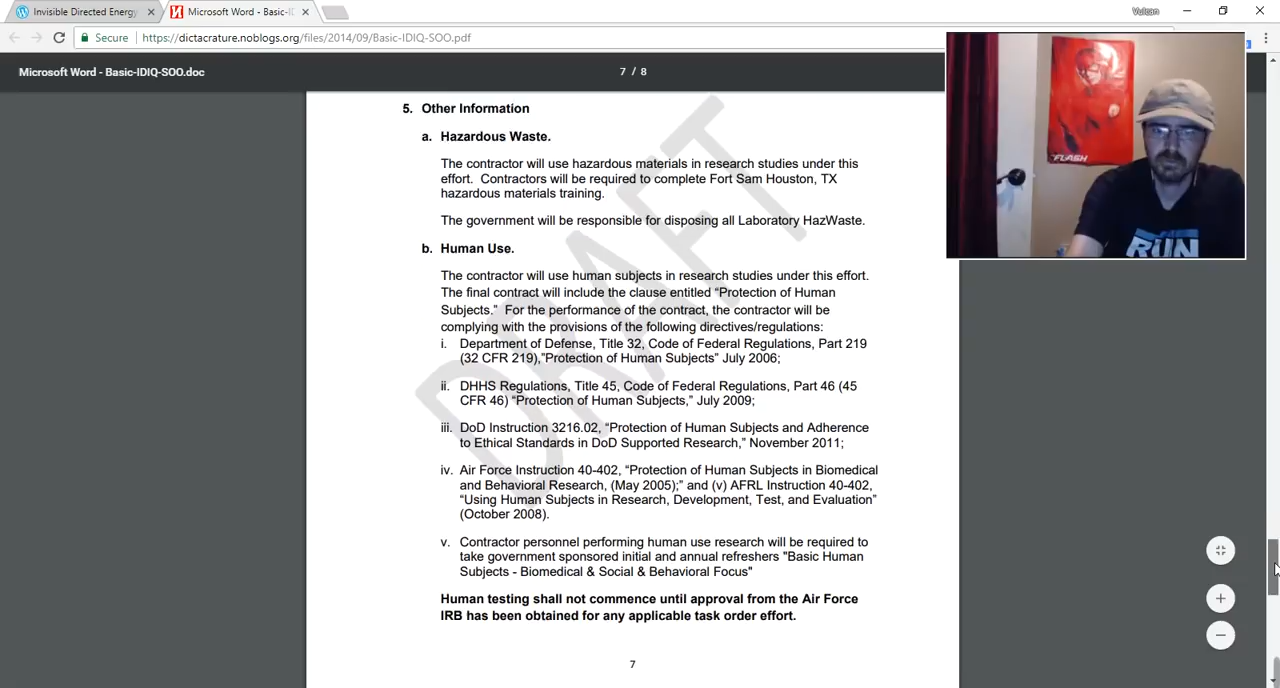 Invisible Directed Energy
Microsoft Word - Basic-I
Vulcan
Secure
https://dictacrature.noblogs.org/files/2014/09/Basic-IDIQ-SOO.pdf
Microsoft Word - Basic-IDIQ-SOO.doc
7 / 8
FLASH
RUN
DRAFT
5. Other Information
a. Hazardous Waste.
The contractor will use hazardous materials in research studies under this
effort. Contractors will be required to complete Fort Sam Houston, TX
hazardous materials training.
The government will be responsible for disposing all Laboratory HazWaste.
b. Human Use.
The contractor will use human subjects in research studies under this effort.
The final contract will include the clause entitled “Protection of Human
Subjects.” For the performance of the contract, the contractor will be
complying with the provisions of the following directives/regulations:
i. Department of Defense, Title 32, Code of Federal Regulations, Part 219
(32 CFR 219),”Protection of Human Subjects” July 2006;
ii. DHHS Regulations, Title 45, Code of Federal Regulations, Part 46 (45
CFR 46) “Protection of Human Subjects,” July 2009;
iii. DoD Instruction 3216.02, “Protection of Human Subjects and Adherence
to Ethical Standards in DoD Supported Research,” November 2011;
iv. Air Force Instruction 40-402, “Protection of Human Subjects in Biomedical
and Behavioral Research, (May 2005);” and (v) AFRL Instruction 40-402,
“Using Human Subjects in Research, Development, Test, and Evaluation”
(October 2008).
v. Contractor personnel performing human use research will be required to
take government sponsored initial and annual refreshers "Basic Human
Subjects - Biomedical & Social & Behavioral Focus"
Human testing shall not commence until approval from the Air Force
IRB has been obtained for any applicable task order effort.
7